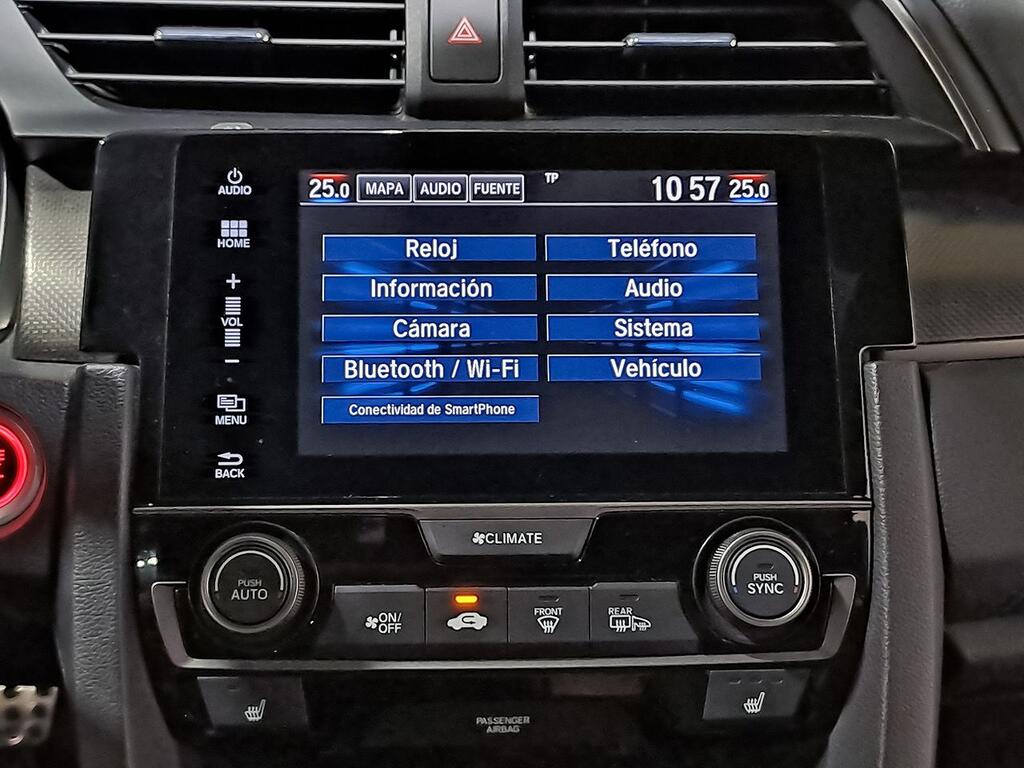 AUDIO
HOME
+
VOL
−
MENU
BACK
25.0 MAPA AUDIO FUENTE TP 10 57 25.0
Reloj Teléfono
Información Audio
Cámara Sistema
Bluetooth / Wi-Fi Vehículo
Conectividad de SmartPhone
CLIMATE
PUSH
AUTO
ON/
OFF
FRONT
REAR
PUSH
SYNC
PASSENGER
AIRBAG